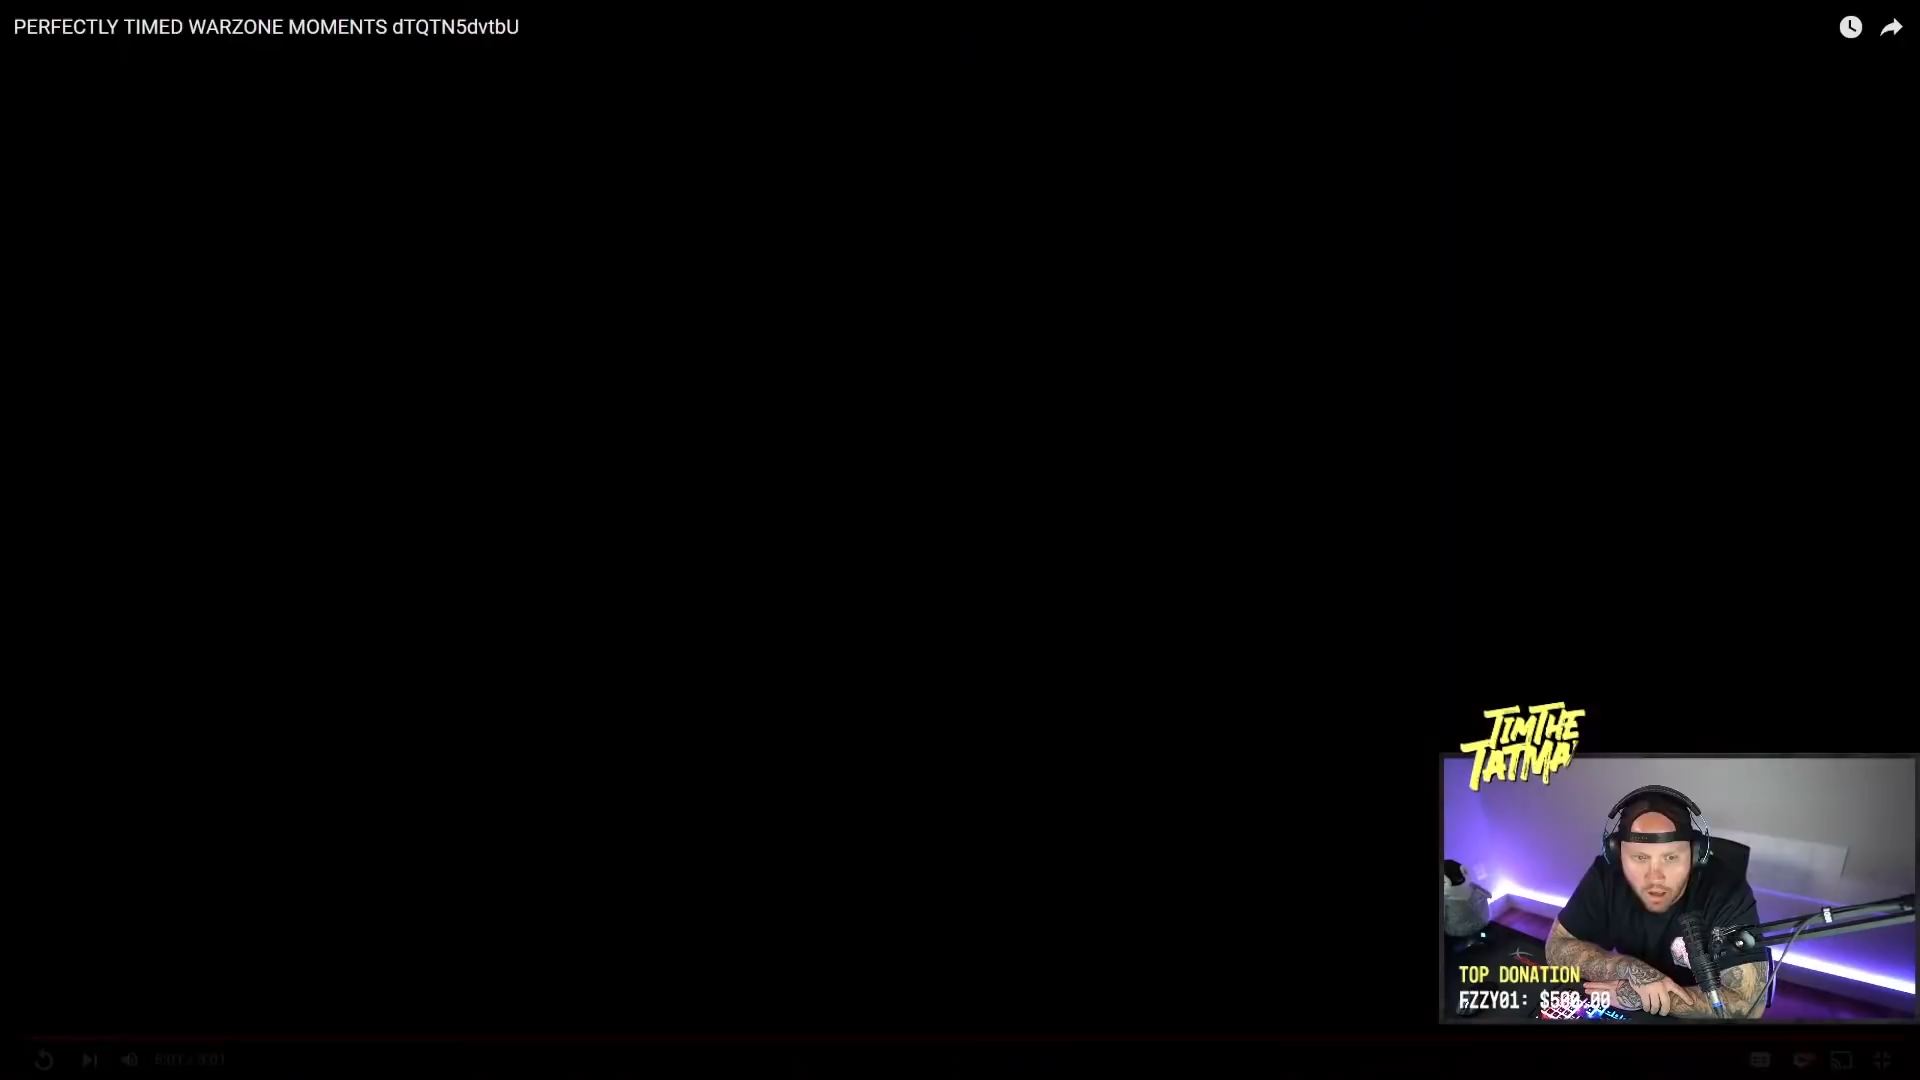 PERFECTLY TIMED WARZONE MOMENTS dTQTN5dvtbU
TIMTHE
TATMA
TOP DONATION
FZZY01: $500.00